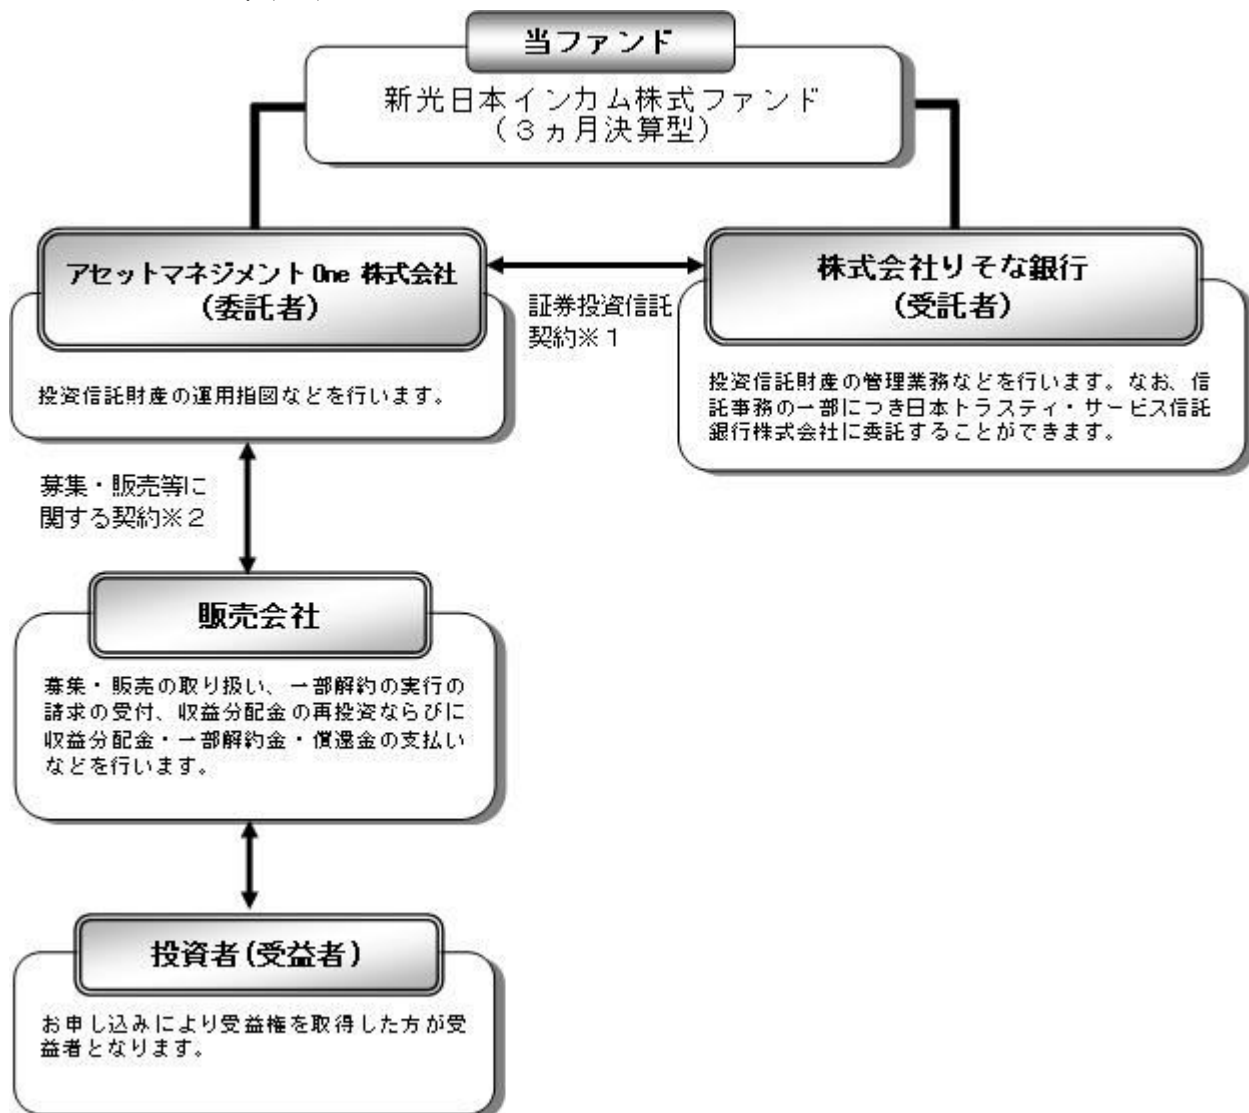 当ファンド
新光日本インカム株式ファンド
(3ヵ月決算型)
アセットマネジメントOne 株式会社
(委託者)
投資信託財産の運用指図などを行います。
証券投資信託
契約※1
株式会社りそな銀行
(受託者)
投資信託財産の管理業務などを行います。なお、信
託事務の一部につき日本トラスティ・サービス信託
銀行株式会社に委託することができます。
募集・販売等に
関する契約※2
販売会社
募集・販売の取り扱い、一部解約の実行の
請求の受付、収益分配金の再投資ならびに
収益分配金・一部解約金・償還金の支払い
などを行います。
投資者(受益者)
お申し込みにより受益権を取得した方が受
益者となります。